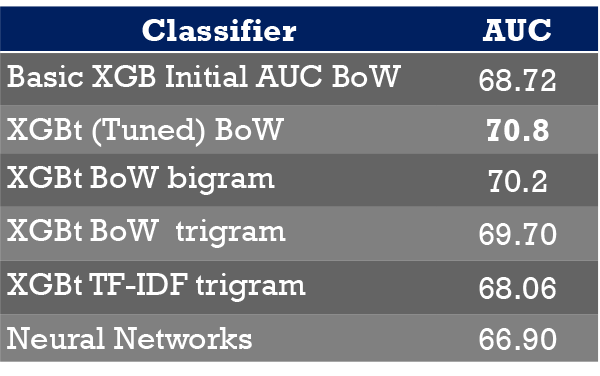 Classifier AUC
Basic XGB Initial AUC BoW 68.72
XGBt (Tuned) BoW 70.8
XGBt BoW bigram 70.2
XGBt BoW trigram 69.70
XGBt TF-IDF trigram 68.06
Neural Networks 66.90